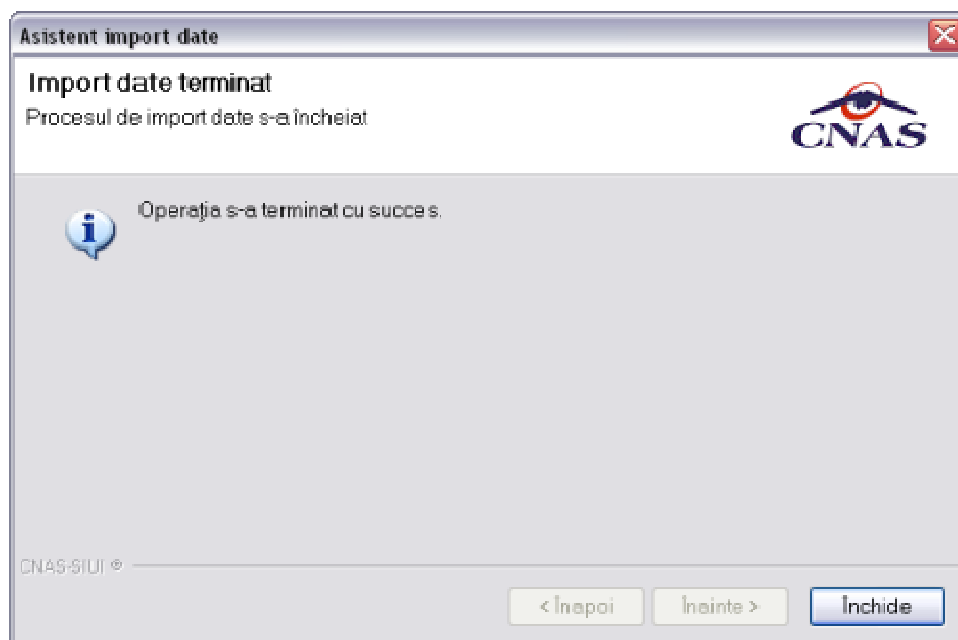 Asistent import date
Import date terminat
Procesul de import date s-a încheiat
CNAS
Operaţia s-a terminat cu succes.
CNAS-SIUI ®
< Înapoi
Înainte >
Închide